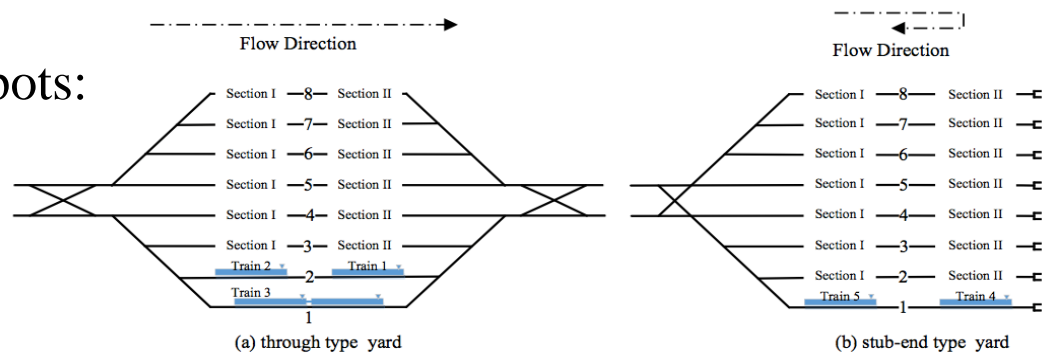 Flow Direction
Flow Direction
pots:
Section I 8 Section II
Section I 7 Section II
Section I 6 Section II
Section I 5 Section II
Section I 4 Section II
Section I 3 Section II
Train 2 2 Train 1
Train 3
1
(a) through type yard
Section I 8 Section II
Section I 7 Section II
Section I 6 Section II
Section I 5 Section II
Section I 4 Section II
Section I 3 Section II
Section I 2 Section II
Train 5 1 Train 4
(b) stub-end type yard